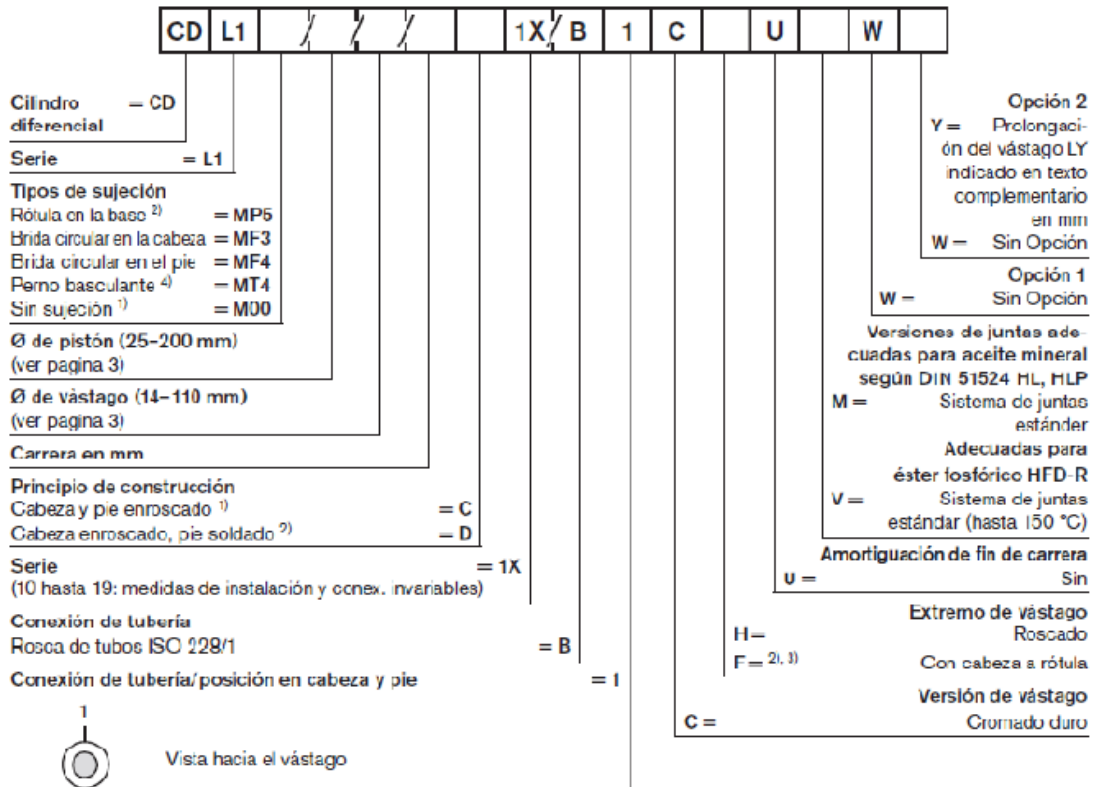 CD L1 / / / 1X/ B 1 C U W
Cilindro = CD
diferencial
Serie = L1
Tipos de sujeción
Rótula en la base 2) = MP5
Brida circular en la cabeza = MF3
Brida circular en el pie = MF4
Perno basculante 4) = MT4
Sin sujeción 1) = M00
Ø de pistón (25–200 mm)
(ver pagina 3)
Ø de vástago (14–110 mm)
(ver pagina 3)
Carrera en mm
Principio de construcción
Cabeza y pie enroscado 1) = C
Cabeza enroscado, pie soldado 2) = D
Serie = 1X
(10 hasta 19: medidas de instalación y conex. invariables)
Conexión de tubería
Rosca de tubos ISO 228/1 = B
Conexión de tubería/posición en cabeza y pie = 1
1
Vista hacia el vástago
Opción 2
Y = Prolongaci-
ón del vástago LY
indicado en texto
complementario
en mm
W = Sin Opción
Opción 1
W = Sin Opción
Versiones de juntas ade-
cuadas para aceite mineral
según DIN 51524 HL, HLP
M = Sistema de juntas
estánder
Adecuadas para
éster fosfórico HFD-R
V = Sistema de juntas
estándar (hasta 150 °C)
Amortiguación de fin de carrera
U = Sin
Extremo de vástago
H= Roscado
F= 2), 3) Con cabeza a rótula
Versión de vástago
C = Cromado duro